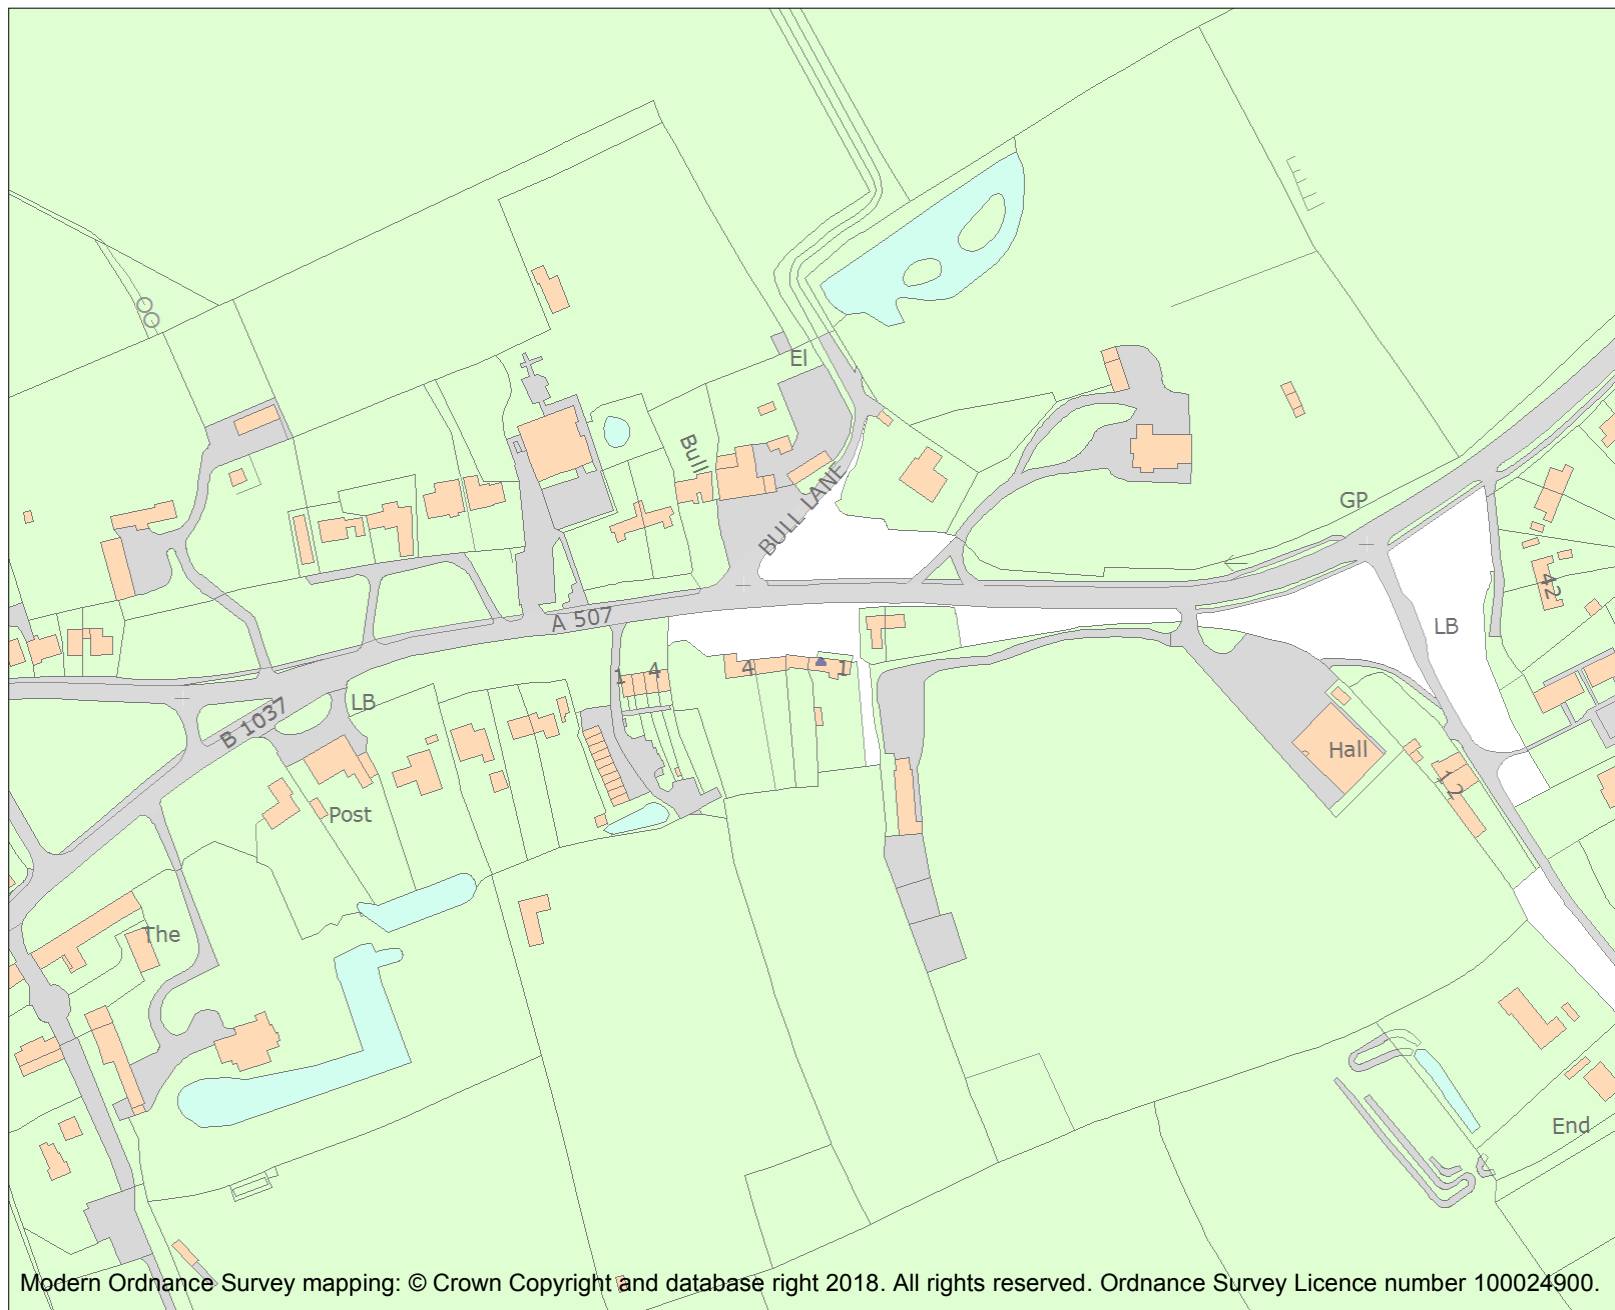 El
Bull
BULL LANE
GP
A 507
42
LB
1
4
4
1
LB
B 1037
Hall
12
Post
The
End
Modern Ordnance Survey mapping: © Crown Copyright and database right 2018. All rights reserved. Ordnance Survey Licence number 100024900.